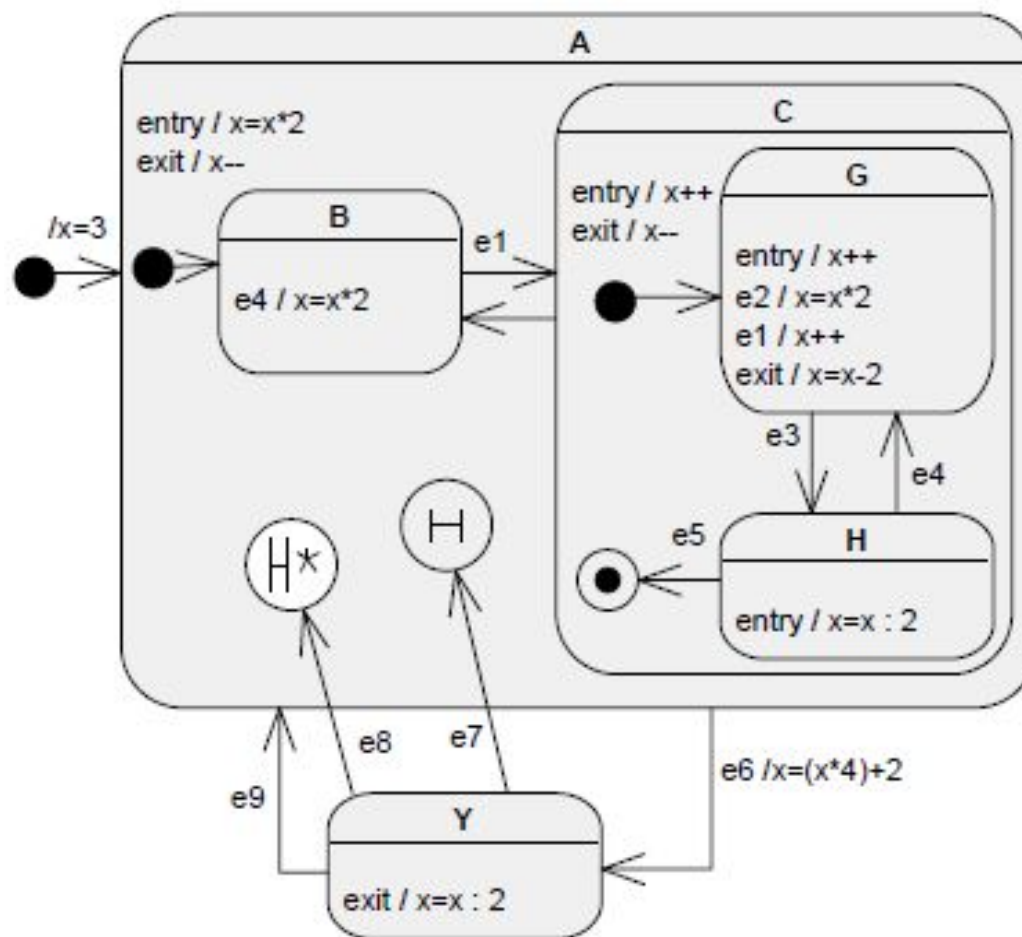 A
entry / x=x*2
exit / x--
/x=3
B
e4 / x=x*2
e1
C
entry / x++
exit / x--
G
entry / x++
e2 / x=x*2
e1 / x++
exit / x=x-2
e3
e4
H
entry / x=x : 2
e5
H*
H
e8
e7
e9
e6 /x=(x*4)+2
Y
exit / x=x : 2